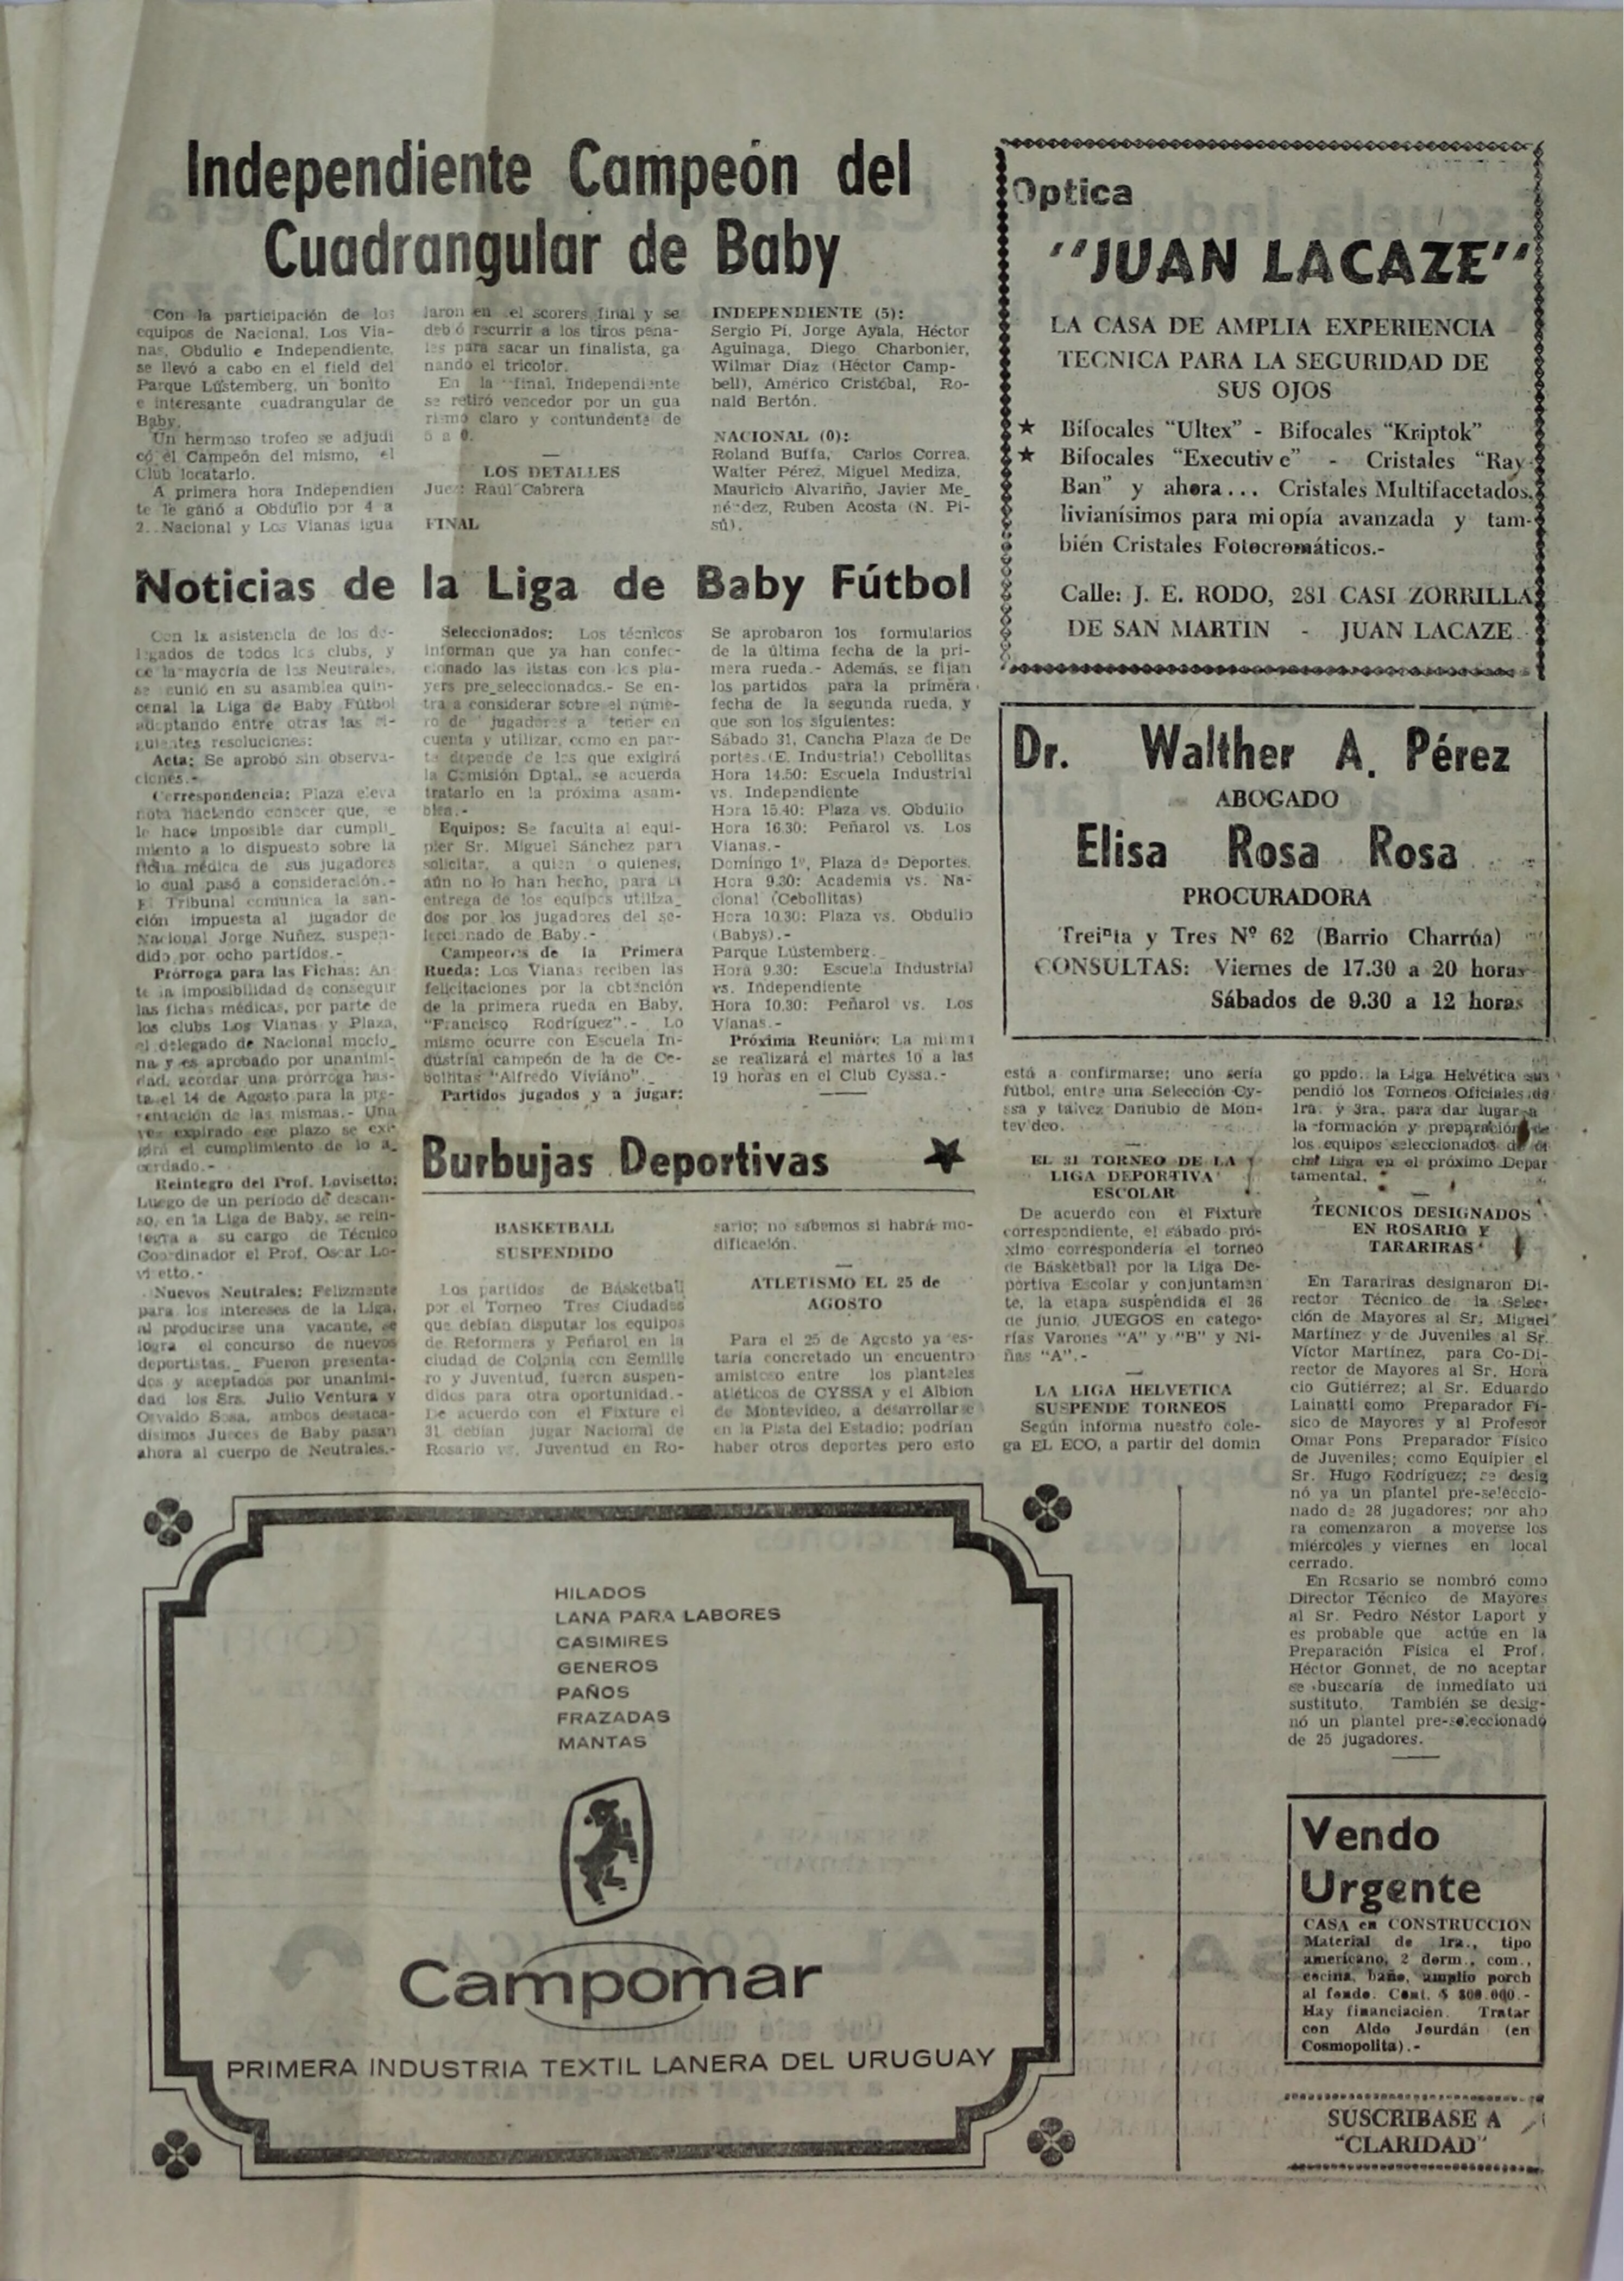 Independiente Campeón del
Cuadrangular de Baby
Con la participación de los
equipos de Nacional, Los Via-
nas, Obdulio e Independiente,
se llevó a cabo en el field del
Parque Lüstemberg, un bonito
e interesante cuadrangular de
Baby.
Un hermoso trofeo se adjudi
có el Campeón del mismo, el
Club locatario.
A primera hora Independien
te le ganó a Obdulio por 4 a
2. Nacional y Los Vianas igua
laron en el scorers final y se
debó recurrir a los tiros pena-
les para sacar un finalista, ga
nando el tricolor.
En la final, Independiente
se retiró vencedor por un gua
rismo claro y contundente de
5 a 0.
LOS DETALLES
Juez: Raúl Cabrera
FINAL
INDEPENDIENTE (5):
Sergio Pí, Jorge Ayala, Héctor
Aguinaga, Diego Charbonier,
Wilmar Díaz (Héctor Camp-
bell), Américo Cristóbal, Ro-
nald Bertón.
NACIONAL (0):
Roland Buffa, Carlos Correa,
Walter Pérez, Miguel Mediza,
Mauricio Alvariño, Javier Me_
néndez, Ruben Acosta (N. Pi-
sú).
Noticias de la Liga de Baby Fútbol
Con la asistencia de los de-
legados de todos los clubs, y
de la mayoría de los Neutrales,
se reunió en su asamblea quin-
cenal la Liga de Baby Fútbol
adoptando entre otras las si-
guientes resoluciones:
Acta: Se aprobó sin observa-
ciones.-
Correspondencia: Plaza eleva
nota haciendo conocer que, e
le hace imposible dar cumpli_
miento a lo dispuesto sobre la
ficha médica de sus jugadores
lo qual pasó a consideración.-
El Tribunal comunica la san-
ción impuesta al jugador de
Nacional Jorge Nuñez, suspen-
dido por ocho partidos.-
Prórroga para las Fichas: An
te la imposibilidad de conseguir
las fichas médicas, por parte de
los clubs Los Vianas y Plaza,
el delegado de Nacional mocio_
na y es aprobado por unanimi-
dad, acordar una prórroga has-
ta el 14 de Agosto para la pre-
sentación de las mismas.- Una
vez expirado ese plazo se exi
girá el cumplimiento de lo a_
cordado.-
Reintegro del Prof. Lovisetto:
Luego de un período de descan-
so, en la Liga de Baby, se rein-
tegra a su cargo de Técnico
Coordinador el Prof. Oscar Lo-
visetto.-
Nuevos Neutrales: Felizmente
para los intereses de la Liga,
al producirse una vacante, se
logra el concurso de nuevos
deportistas._ Fueron presenta-
dos y aceptados por unanimi-
dad los Srs. Julio Ventura y
Osvaldo Sosa, ambos destaca-
dísimos Jueces de Baby pasan
ahora al cuerpo de Neutrales.-
Seleccionados: Los técnicos
informan que ya han confec-
cionado las listas con los pla-
yers pre_seleccionados.- Se en-
tra a considerar sobre el núme-
ro de jugadores a tener en
cuenta y utilizar, como en par-
te depende de los que exigirá
la Comisión Dptal., se acuerda
tratarlo en la próxima asam-
blea.-
Equipos: Se faculta al equi-
pier Sr. Miguel Sánchez para
solicitar, a quien o quienes,
aún no lo han hecho, para la
entrega de los equipos utiliza_
dos por los jugadores del se-
leccionado de Baby.-
Campeones de la Primera
Rueda: Los Vianas reciben las
felicitaciones por la obtención
de la primera rueda en Baby,
"Francisco Rodríguez".- Lo
mismo ocurre con Escuela In-
dustrial campeón de la de Ce-
bollitas "Alfredo Viviano"._
Partidos jugados y a jugar:
Se aprobaron los formularios
de la última fecha de la pri-
mera rueda.- Además, se fijan
los partidos para la primera
fecha de la segunda rueda, y
que son los siguientes:
Sábado 31, Cancha Plaza de De
portes.(E. Industrial) Cebollitas
Hora 14.50: Escuela Industrial
vs. Independiente
Hora 15.40: Plaza vs. Obdulio
Hora 16.30: Peñarol vs. Los
Vianas.-
Domingo 1º, Plaza de Deportes.
Hora 9.30: Academia vs. Na-
cional (Cebollitas)
Hora 10.30: Plaza vs. Obdulio
(Babys).-
Parque Lüstemberg._
Hora 9.30: Escuela Industrial
vs. Independiente
Hora 10.30: Peñarol vs. Los
Vianas.-
Próxima Reunión: La misma
se realizará el martes 10 a las
19 horas en el Club Cyssa.-
Burbujas Deportivas
BASKETBALL
SUSPENDIDO
Los partidos de Básketball
por el Torneo Tres Ciudades
que debían disputar los equipos
de Reformers y Peñarol en la
ciudad de Colonia con Semille
ro y Juventud, fueron suspen-
didos para otra oportunidad.-
De acuerdo con el Fixture el
31 debían jugar Nacional de
Rosario vs. Juventud en Ro-
sario; no sabemos si habrá mo-
dificación.
ATLETISMO EL 25 de
AGOSTO
Para el 25 de Agosto ya es-
taría concretado un encuentro
amistoso entre los planteles
atléticos de CYSSA y el Albion
de Montevideo, a desarrollarse
en la Pista del Estadio; podrían
haber otros deportes pero esto
está a confirmarse; uno sería
fútbol, entre una Selección Cy-
ssa y talvez Danubio de Mon-
tevideo.
EL 31 TORNEO DE LA
LIGA DEPORTIVA
ESCOLAR
De acuerdo con el Fixture
correspondiente, el sábado pró-
ximo correspondería el torneo
de Básketball por la Liga De-
portiva Escolar y conjuntamen
te, la etapa suspendida el 26
de junio, JUEGOS en catego-
rías Varones "A" y "B" y Ni-
ñas "A".-
LA LIGA HELVETICA
SUSPENDE TORNEOS
Según informa nuestro cole-
ga EL ECO, a partir del domin
go ppdo., la Liga Helvética sus
pendió los Torneos Oficiales de
1ra. y 3ra. para dar lugar a
la formación y preparación de
los equipos seleccionados de di
cha Liga en el próximo Depar
tamental.
TECNICOS DESIGNADOS
EN ROSARIO Y
TARARIRAS
En Tarariras designaron Di-
rector Técnico de la Selec-
ción de Mayores al Sr. Miguel
Martínez y de Juveniles al Sr.
Víctor Martínez, para Co-Di-
rector de Mayores al Sr. Hora
cio Gutiérrez; al Sr. Eduardo
Lainatti como Preparador Fí-
sico de Mayores y al Profesor
Omar Pons Preparador Físico
de Juveniles; como Equipier el
Sr. Hugo Rodríguez; se desig
nó ya un plantel pre-seleccio-
nado de 28 jugadores; por aho
ra comenzaron a moverse los
miércoles y viernes en local
cerrado.
En Rosario se nombró como
Director Técnico de Mayores
al Sr. Pedro Néstor Laport y
es probable que actúe en la
Preparación Física el Prof.
Héctor Gonnet, de no aceptar
se buscaría de inmediato un
sustituto. También se desig-
nó un plantel pre-seleccionado
de 25 jugadores.
Optica
"JUAN LACAZE"
LA CASA DE AMPLIA EXPERIENCIA
TECNICA PARA LA SEGURIDAD DE
SUS OJOS
★ Bifocales "Ultex" - Bifocales "Kriptok"
★ Bifocales "Executive" - Cristales "Ray-
Ban" y ahora... Cristales Multifacetados,
livianísimos para miopía avanzada y tam-
bién Cristales Fotocromáticos.-
Calle: J. E. RODO, 281 CASI ZORRILLA
DE SAN MARTIN - JUAN LACAZE.
Dr. Walther A. Pérez
ABOGADO
Elisa Rosa Rosa
PROCURADORA
Treinta y Tres Nº 62 (Barrio Charrúa)
CONSULTAS: Viernes de 17.30 a 20 horas
Sábados de 9.30 a 12 horas
HILADOS
LANA PARA LABORES
CASIMIRES
GENEROS
PAÑOS
FRAZADAS
MANTAS
Campomar
PRIMERA INDUSTRIA TEXTIL LANERA DEL URUGUAY
Vendo
Urgente
CASA en CONSTRUCCION
Material de 1ra., tipo
americano, 2 dorm., com.,
cocina, baño, amplio porch
al fondo. Cont. $ 800.000.-
Hay financiación. Tratar
con Aldo Jourdán (en
Cosmopolita).-
SUSCRIBASE A
"CLARIDAD"